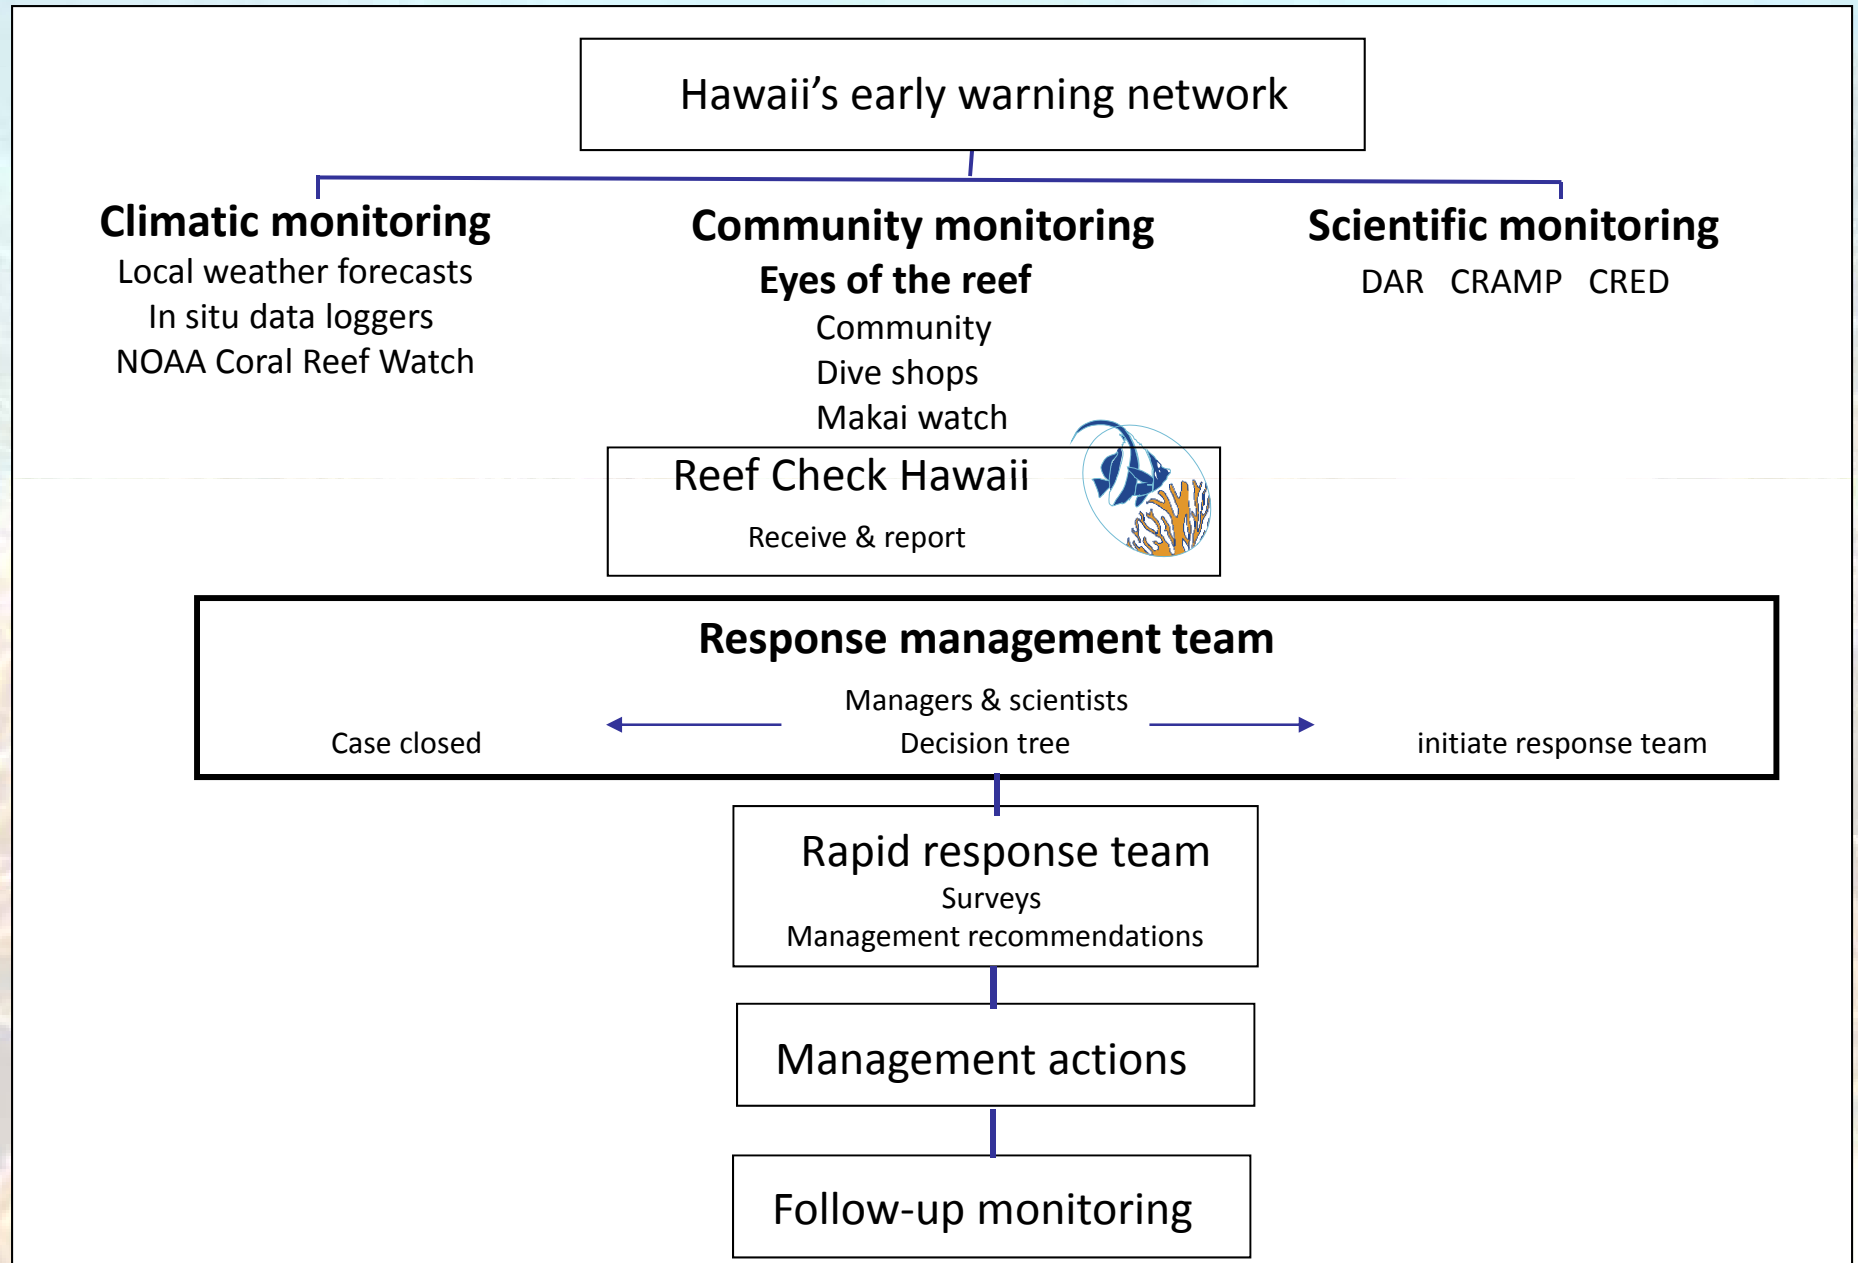 Hawaii’s early warning network
Climatic monitoring
Local weather forecasts
In situ data loggers
NOAA Coral Reef Watch
Community monitoring
Eyes of the reef
Community
Dive shops
Makai watch
Scientific monitoring
DAR CRAMP CRED
Reef Check Hawaii
Receive & report
Response management team
Managers & scientists
Case closed
Decision tree
initiate response team
Rapid response team
Surveys
Management recommendations
Management actions
Follow-up monitoring